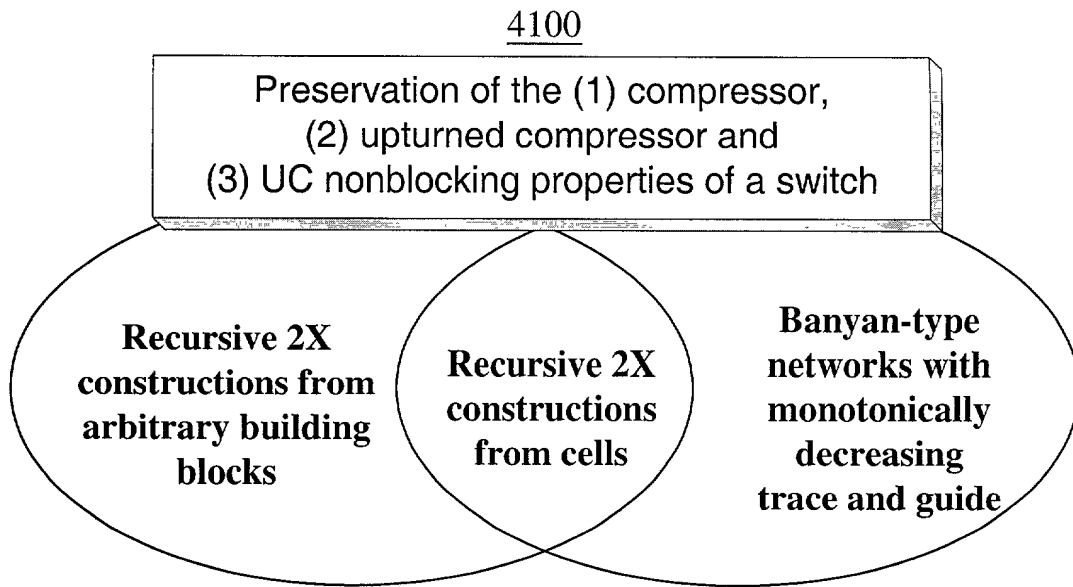 4100
Preservation of the (1) compressor,
(2) upturned compressor and
(3) UC nonblocking properties of a switch
Recursive 2X
constructions from
arbitrary building
blocks
Recursive 2X
constructions
from cells
Banyan-type
networks with
monotonically
decreasing
trace and guide